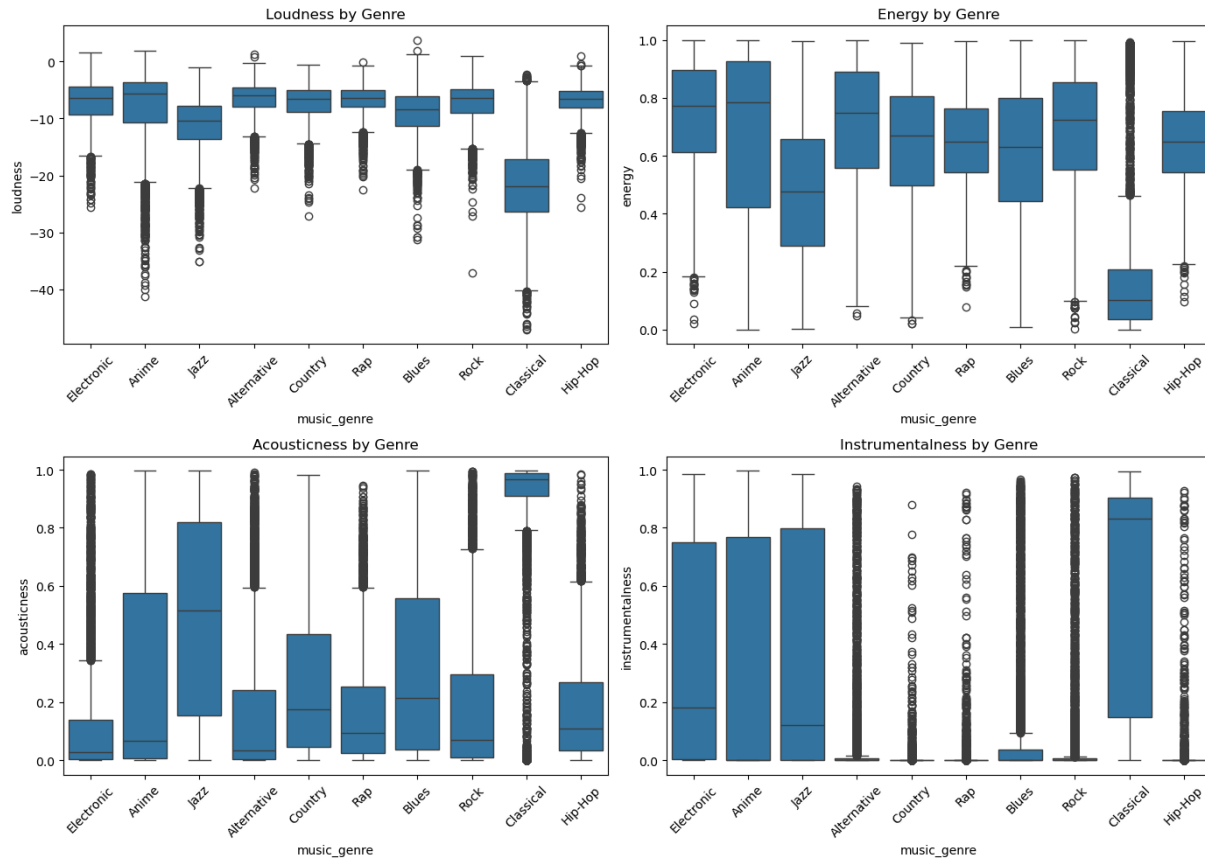 Loudness by Genre
0
−10
−20
−30
−40
loudness
Electronic
Anime
Jazz
Alternative
Country
Rap
Blues
Rock
Classical
Hip-Hop
music_genre
Energy by Genre
1.0
0.8
0.6
0.4
0.2
0.0
energy
Electronic
Anime
Jazz
Alternative
Country
Rap
Blues
Rock
Classical
Hip-Hop
music_genre
Acousticness by Genre
1.0
0.8
0.6
0.4
0.2
0.0
acousticness
Electronic
Anime
Jazz
Alternative
Country
Rap
Blues
Rock
Classical
Hip-Hop
music_genre
Instrumentalness by Genre
1.0
0.8
0.6
0.4
0.2
0.0
instrumentalness
Electronic
Anime
Jazz
Alternative
Country
Rap
Blues
Rock
Classical
Hip-Hop
music_genre